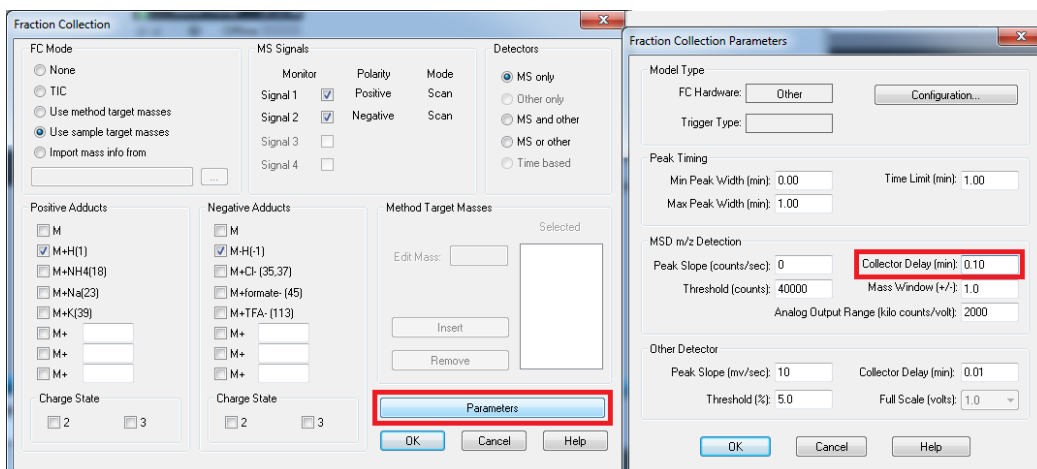 Fraction Collection
FC Mode
None
TIC
Use method target masses
Use sample target masses
Import mass info from
...
MS Signals
Monitor Polarity Mode
Signal 1 Positive Scan
Signal 2 Negative Scan
Signal 3
Signal 4
Detectors
MS only
Other only
MS and other
MS or other
Time based
Positive Adducts
M
M+H(1)
M+NH4(18)
M+Na(23)
M+K(39)
M+
M+
M+
Charge State
2 3
Negative Adducts
M
M-H(-1)
M+Cl- (35,37)
M+formate- (45)
M+TFA- (113)
M+
M+
M+
Charge State
2 3
Method Target Masses
Selected
Edit Mass:
Insert
Remove
Parameters
OK Cancel Help
Fraction Collection Parameters
Model Type
FC Hardware: Other Configuration...
Trigger Type:
Peak Timing
Min Peak Width (min): 0.00 Time Limit (min): 1.00
Max Peak Width (min): 1.00
MSD m/z Detection
Peak Slope (counts/sec): 0 Collector Delay (min): 0.10
Threshold (counts): 40000 Mass Window (+/-): 1.0
Analog Output Range (kilo counts/volt): 2000
Other Detector
Peak Slope (mv/sec): 10 Collector Delay (min): 0.01
Threshold (%): 5.0 Full Scale (volts): 1.0
OK Cancel Help